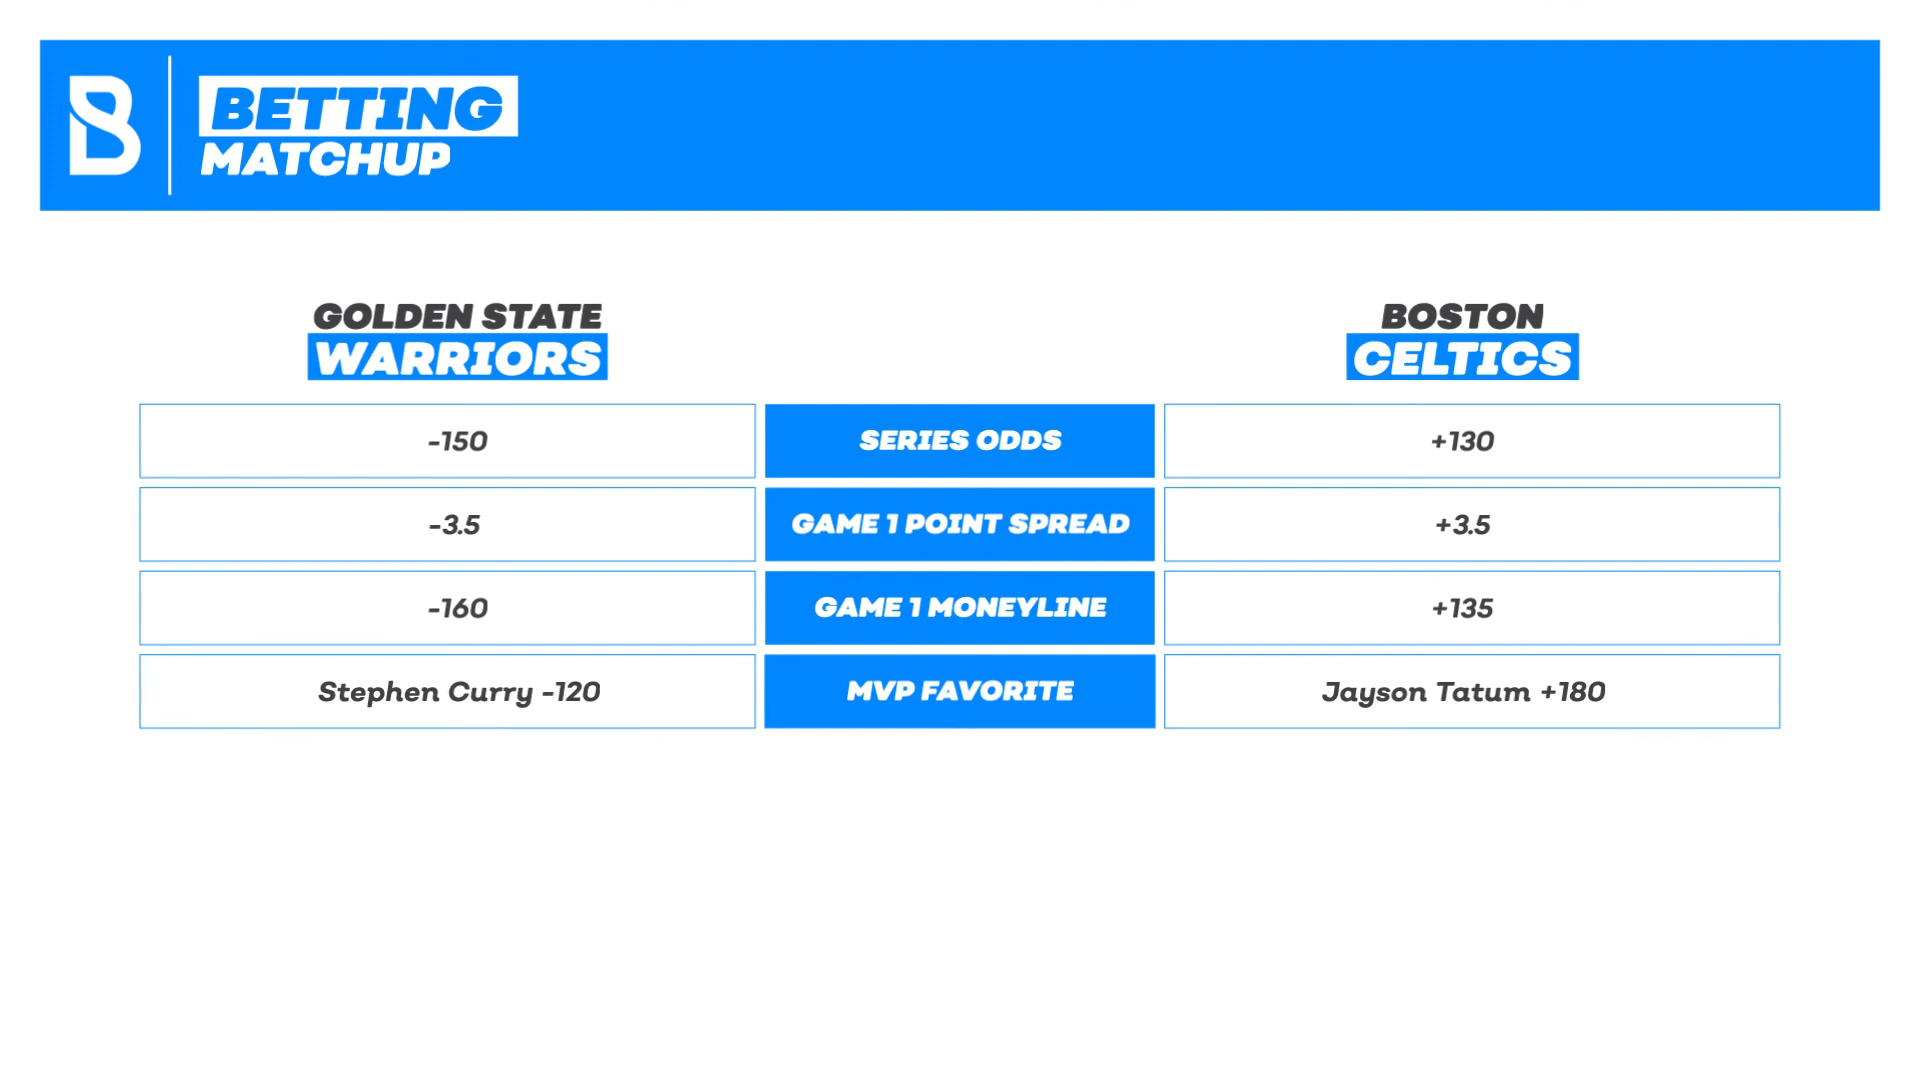 B
BETTING
MATCHUP
GOLDEN STATE
WARRIORS
BOSTON
CELTICS
-150 SERIES ODDS +130
-3.5 GAME 1 POINT SPREAD +3.5
-160 GAME 1 MONEYLINE +135
Stephen Curry -120 MVP FAVORITE Jayson Tatum +180